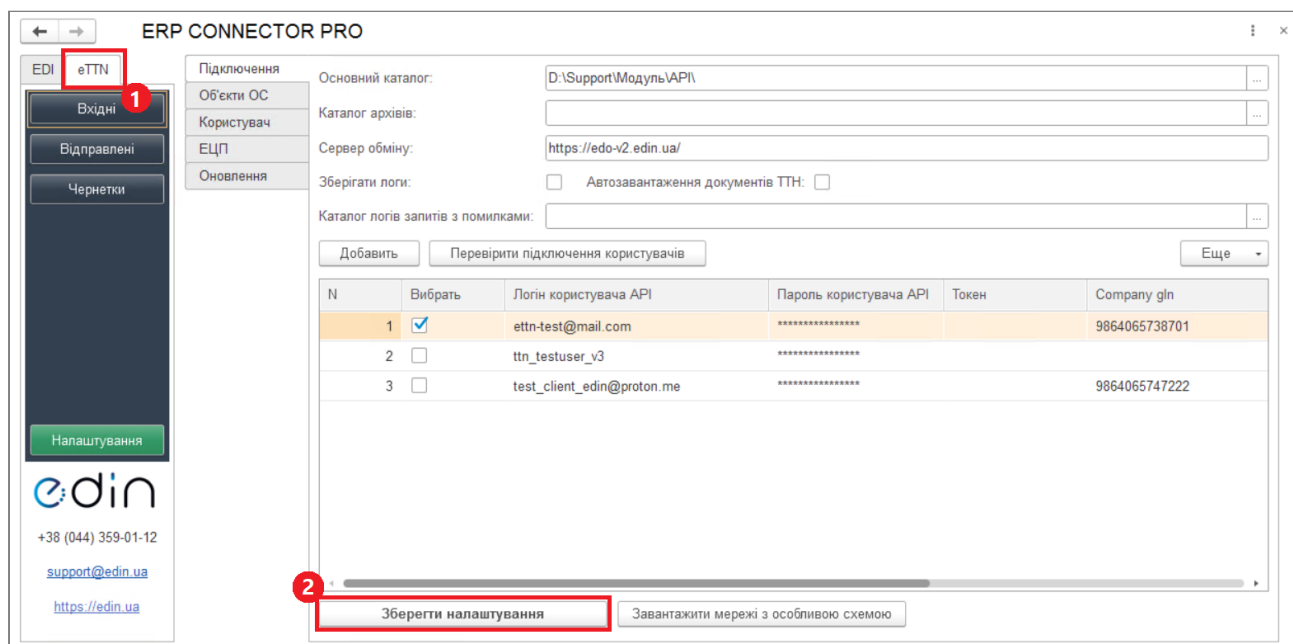 ERP CONNECTOR PRO
EDI eTTN
1
Вхідні
Відправлені
Чернетки
Налаштування
edin
+38 (044) 359-01-12
support@edin.ua
https://edin.ua
Підключення
Об'єкти ОС
Користувач
ЕЦП
Оновлення
Основний каталог: D:\Support\Модуль\API\ ...
Каталог архівів: ...
Сервер обміну: https://edo-v2.edin.ua/
Зберігати логи: Автозавантаження документів ТТН:
Каталог логів запитів з помилками: ...
Добавить Перевірити підключення користувачів Еще
N Вибрать Логін користувача API Пароль користувача API Токен Company gln
1 ettn-test@mail.com **************** 9864065738701
2 ttn_testuser_v3 ****************
3 test_client_edin@proton.me **************** 9864065747222
2
Зберегти налаштування Завантажити мережі з особливою схемою